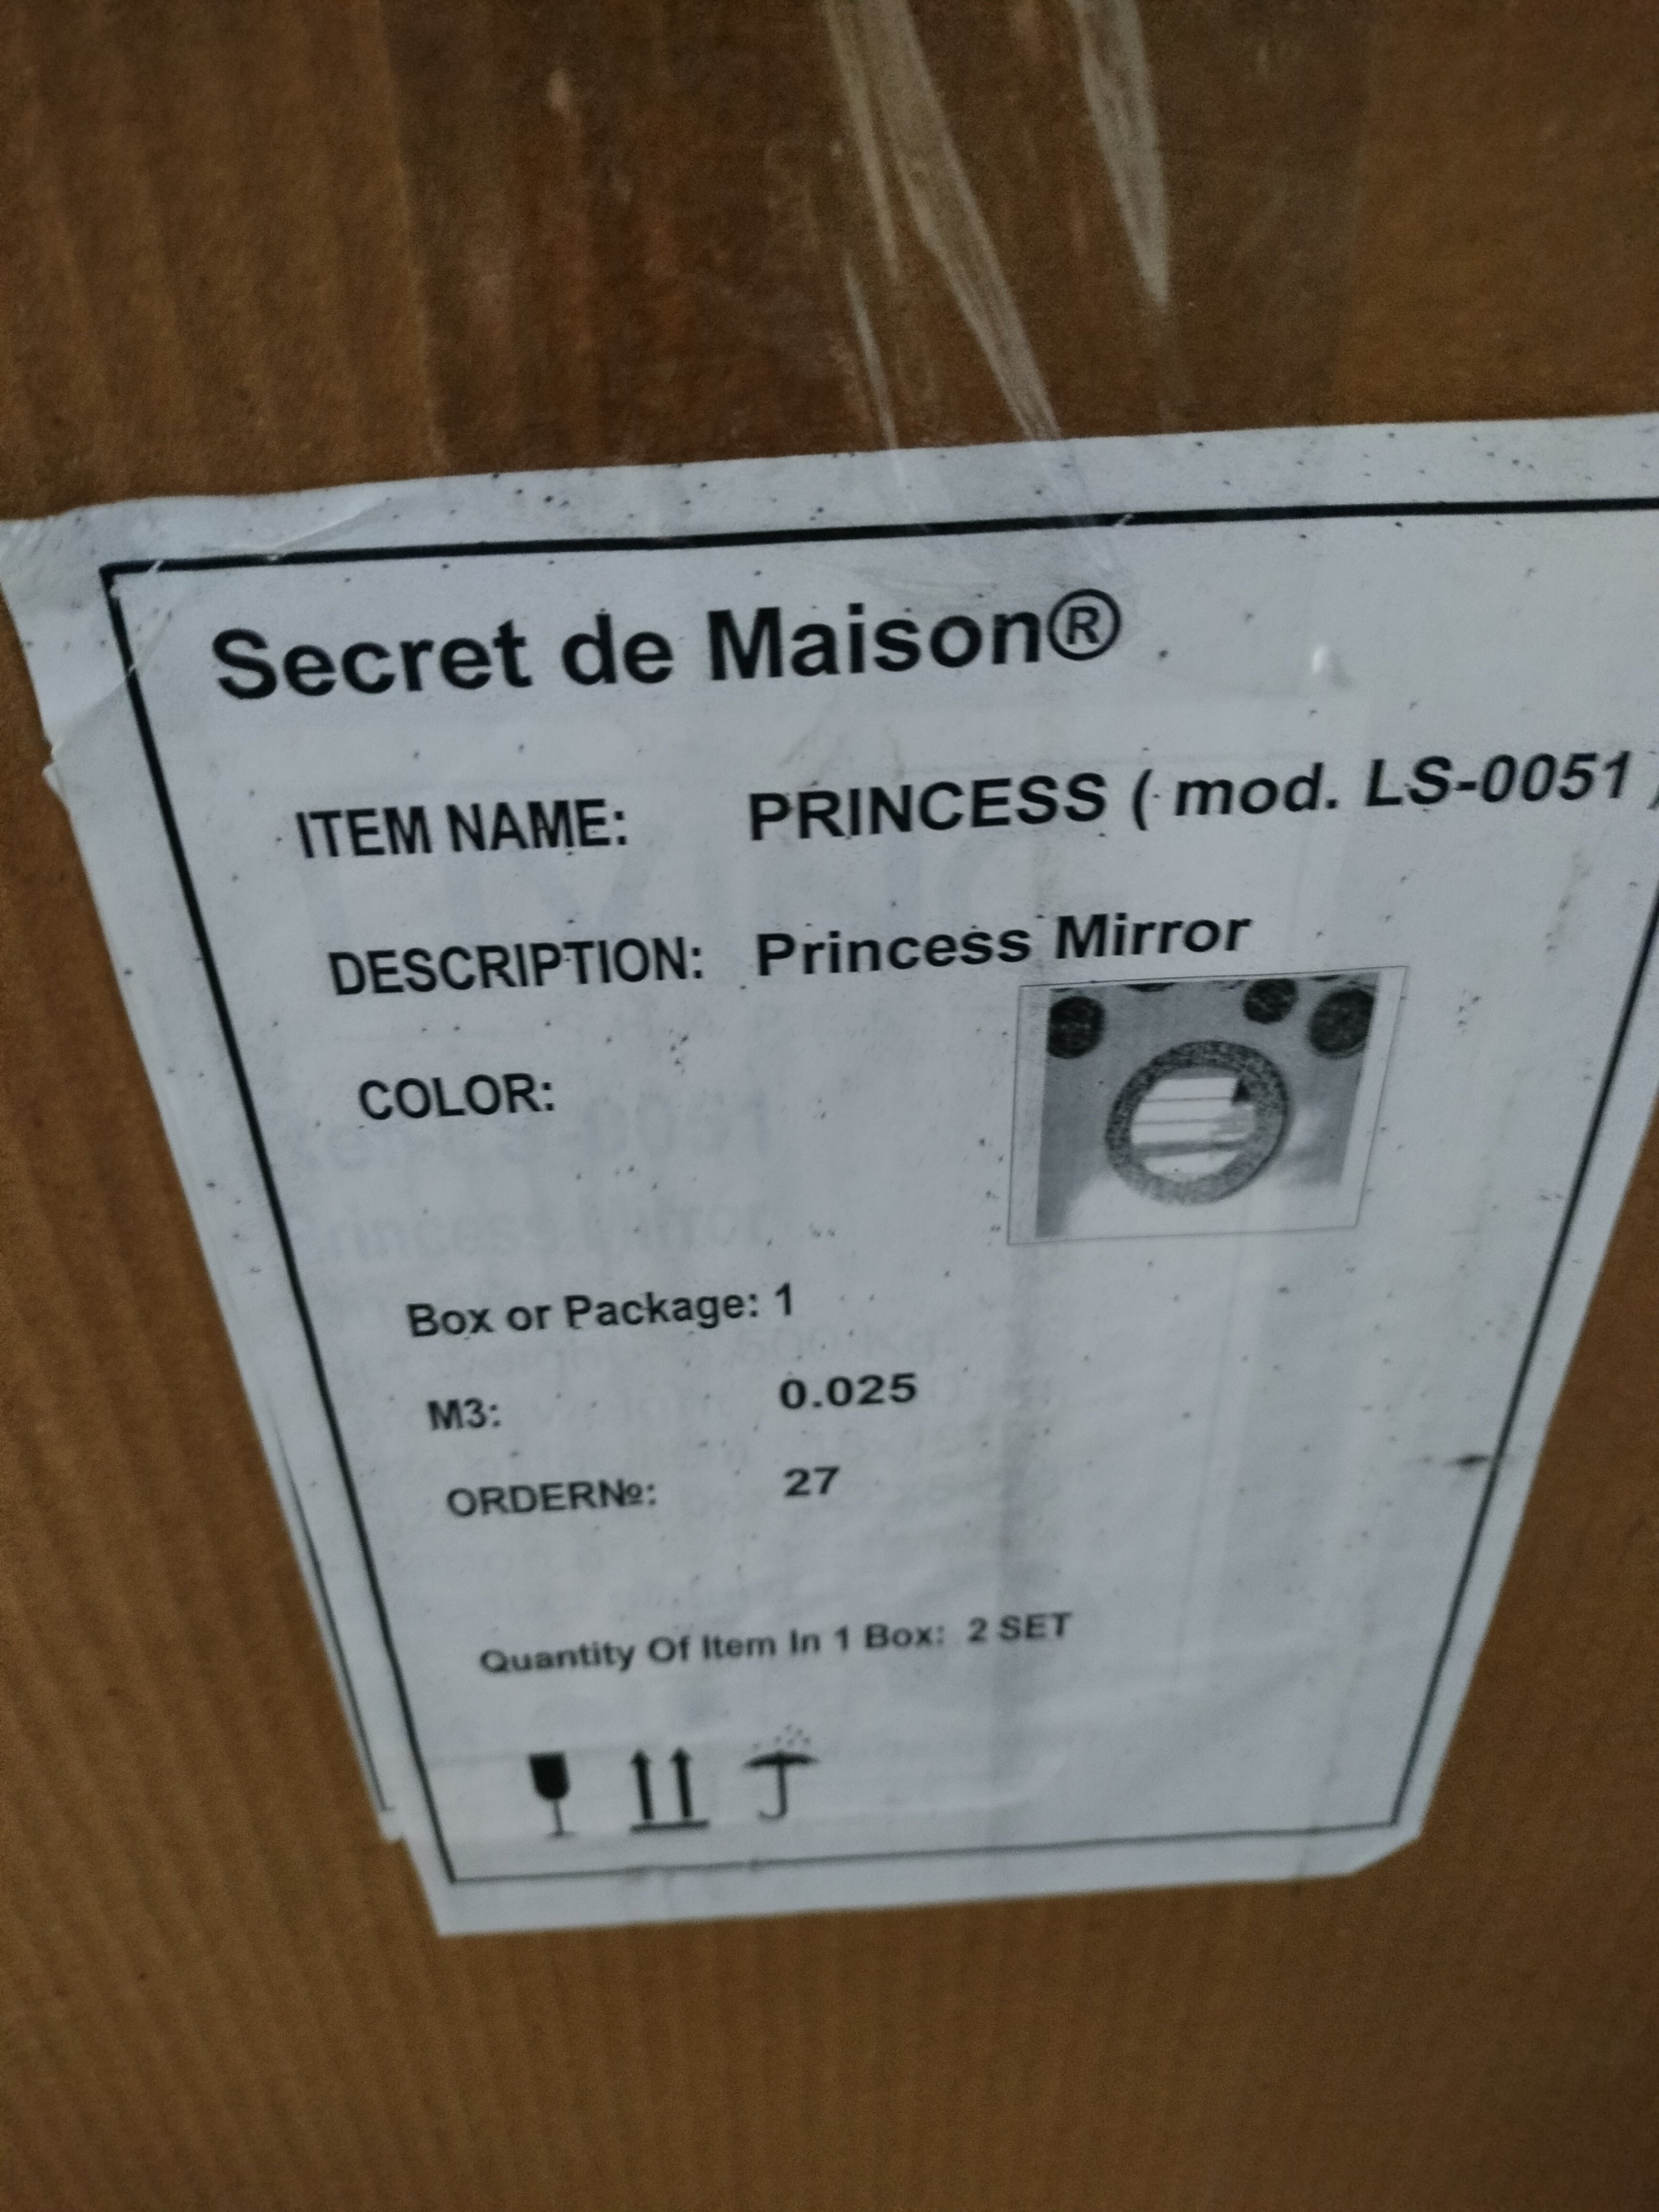 Secret de Maison®
ITEM NAME: PRINCESS ( mod. LS-0051 )
DESCRIPTION: Princess Mirror
COLOR:
Box or Package: 1
M3: 0.025
ORDER№: 27
Quantity Of Item In 1 Box: 2 SET